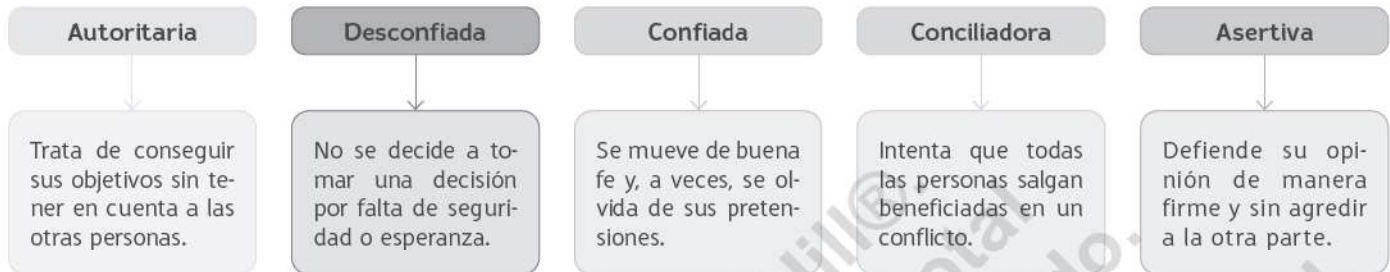 Autoritaria
Desconfiada
Confiada
Conciliadora
Asertiva
Trata de conseguir
sus objetivos sin te-
ner en cuenta a las
otras personas.
No se decide a to-
mar una decisión
por falta de seguri-
dad o esperanza.
Se mueve de buena
fe y, a veces, se ol-
vida de sus preten-
siones.
Intenta que todas
las personas salgan
beneficiadas en un
conflicto.
Defiende su opi-
nión de manera
firme y sin agredir
a la otra parte.